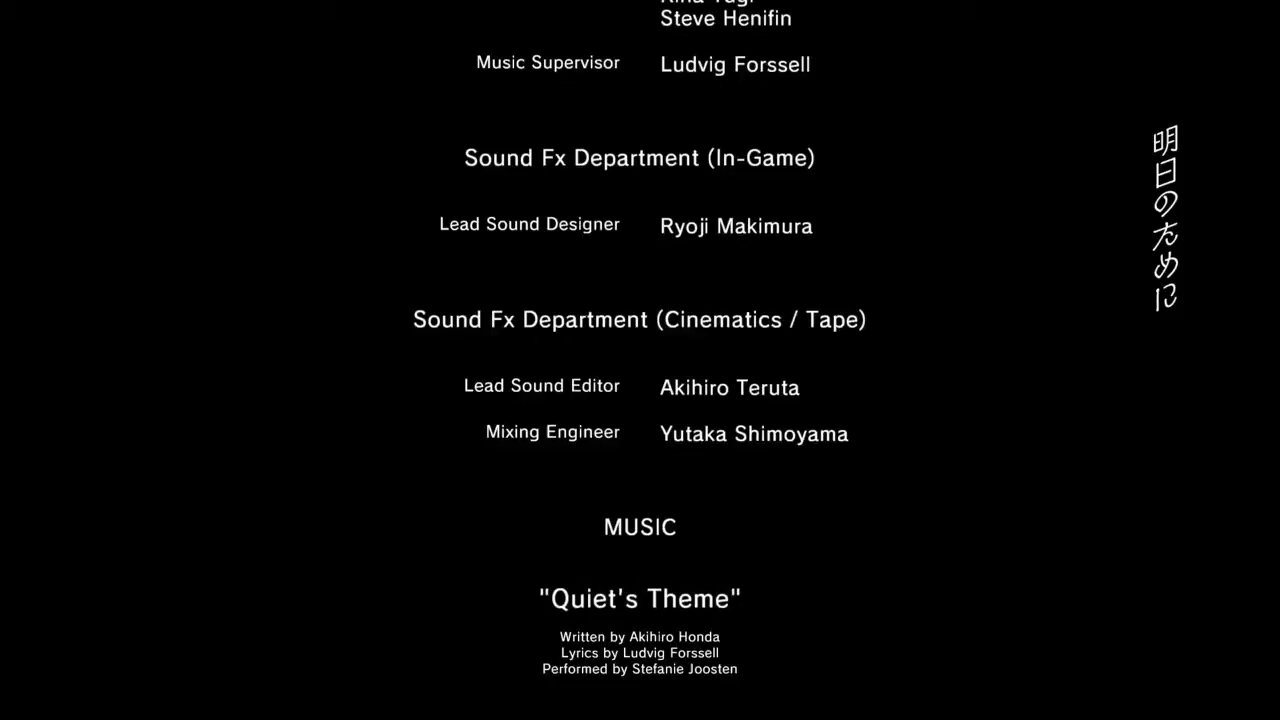 Steve Henifin
Music Supervisor Ludvig Forssell
Sound Fx Department (In-Game)
Lead Sound Designer Ryoji Makimura
Sound Fx Department (Cinematics / Tape)
Lead Sound Editor Akihiro Teruta
Mixing Engineer Yutaka Shimoyama
MUSIC
"Quiet's Theme"
Written by Akihiro Honda
Lyrics by Ludvig Forssell
Performed by Stefanie Joosten
明日のために